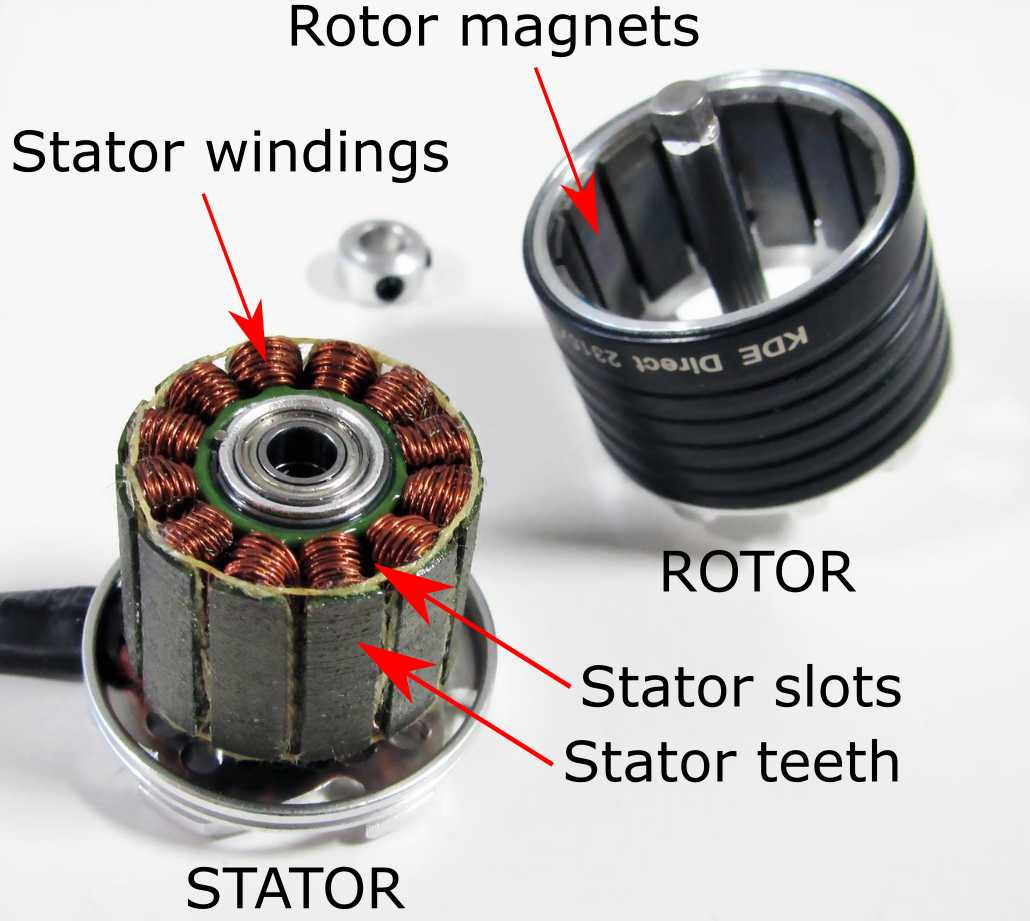 Rotor magnets
Stator windings
KDE Direct
ROTOR
Stator slots
Stator teeth
STATOR